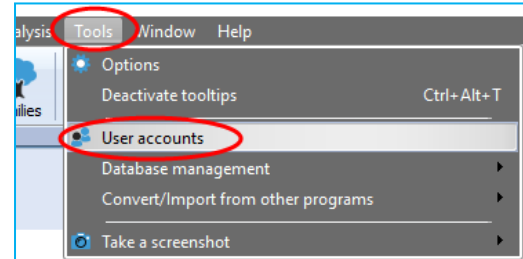 alysis Tools Window Help
ilies
Options
Deactivate tooltips Ctrl+Alt+T
User accounts
Database management
Convert/Import from other programs
Take a screenshot